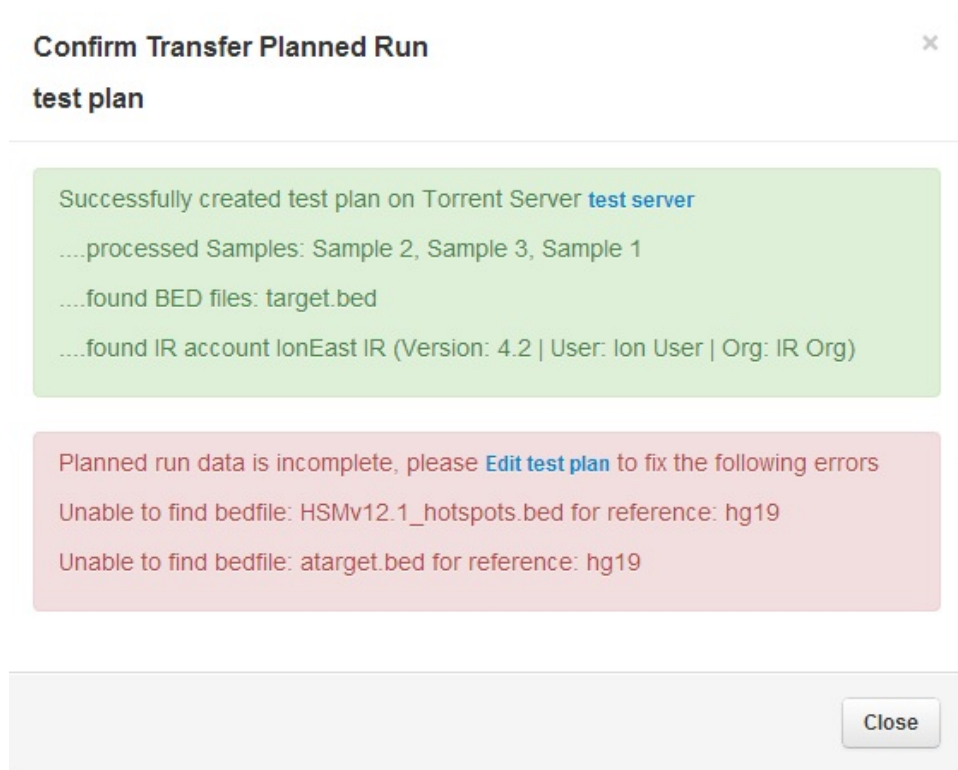 Confirm Transfer Planned Run
×
test plan
Successfully created test plan on Torrent Server test server
....processed Samples: Sample 2, Sample 3, Sample 1
....found BED files: target.bed
....found IR account IonEast IR (Version: 4.2 | User: Ion User | Org: IR Org)
Planned run data is incomplete, please Edit test plan to fix the following errors
Unable to find bedfile: HSMv12.1_hotspots.bed for reference: hg19
Unable to find bedfile: atarget.bed for reference: hg19
Close